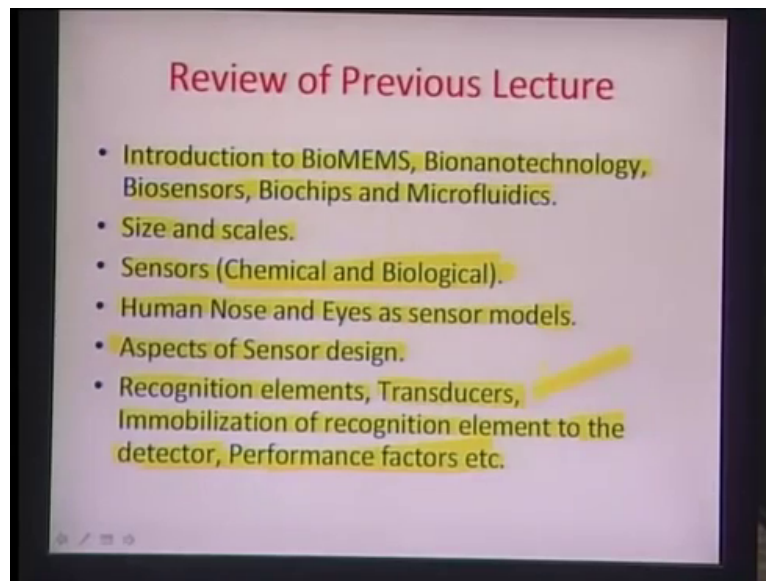 Review of Previous Lecture
• Introduction to BioMEMS, Bionanotechnology,
Biosensors, Biochips and Microfluidics.
• Size and scales.
• Sensors (Chemical and Biological).
• Human Nose and Eyes as sensor models.
• Aspects of Sensor design.
• Recognition elements, Transducers,
Immobilization of recognition element to the
detector, Performance factors etc.